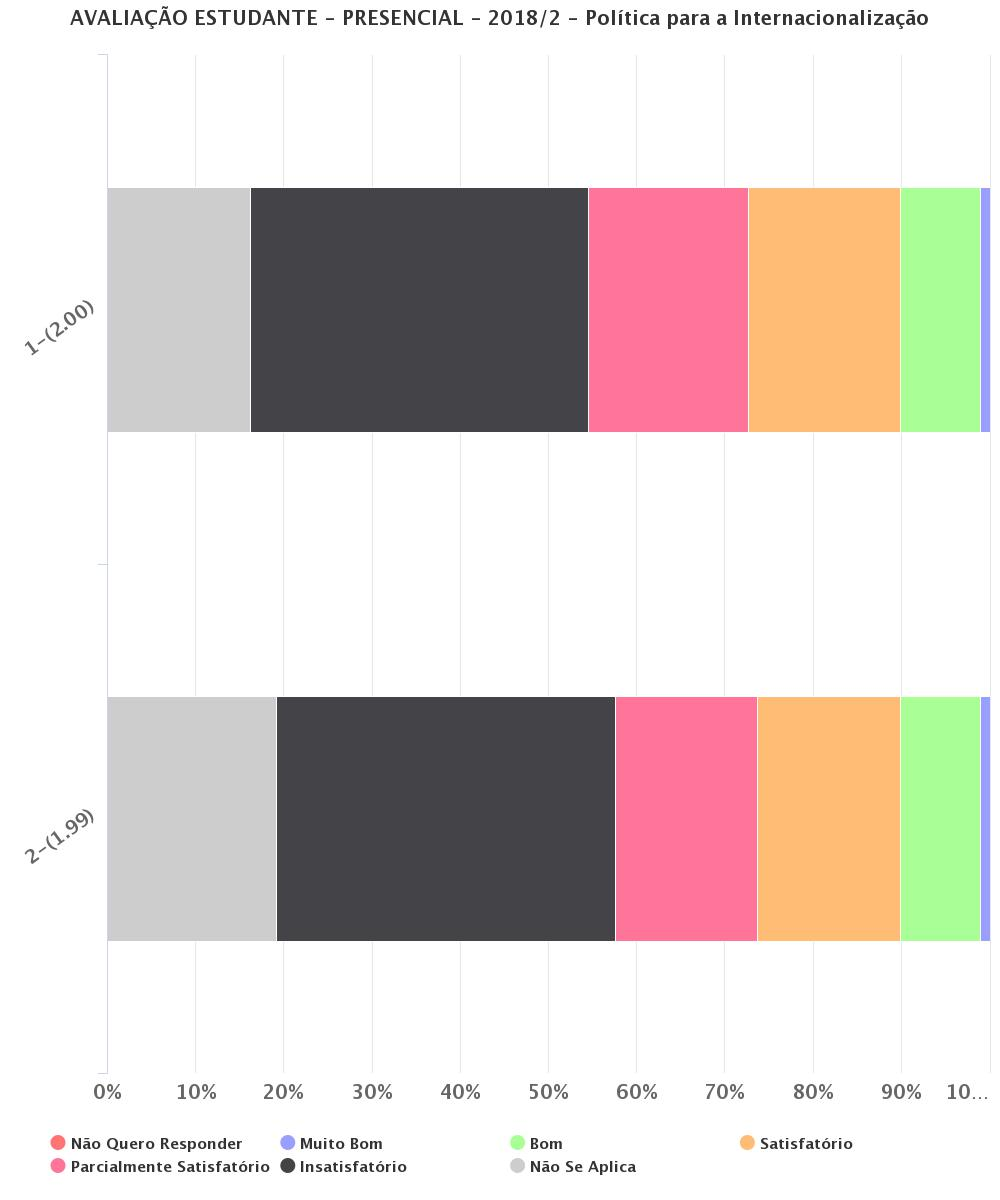 AVALIAÇÃO ESTUDANTE - PRESENCIAL - 2018/2 - Política para a Internacionalização
1-(2.00)
2-(1.99)
0% 10% 20% 30% 40% 50% 60% 70% 80% 90% 10...
Não Quero Responder Muito Bom Bom Satisfatório
Parcialmente Satisfatório Insatisfatório Não Se Aplica